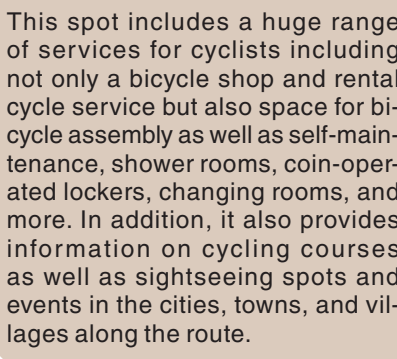 This spot includes a huge range
of services for cyclists including
not only a bicycle shop and rental
cycle service but also space for bi-
cycle assembly as well as self-main-
tenance, shower rooms, coin-oper-
ated lockers, changing rooms, and
more. In addition, it also provides
information on cycling courses
as well as sightseeing spots and
events in the cities, towns, and vil-
lages along the route.